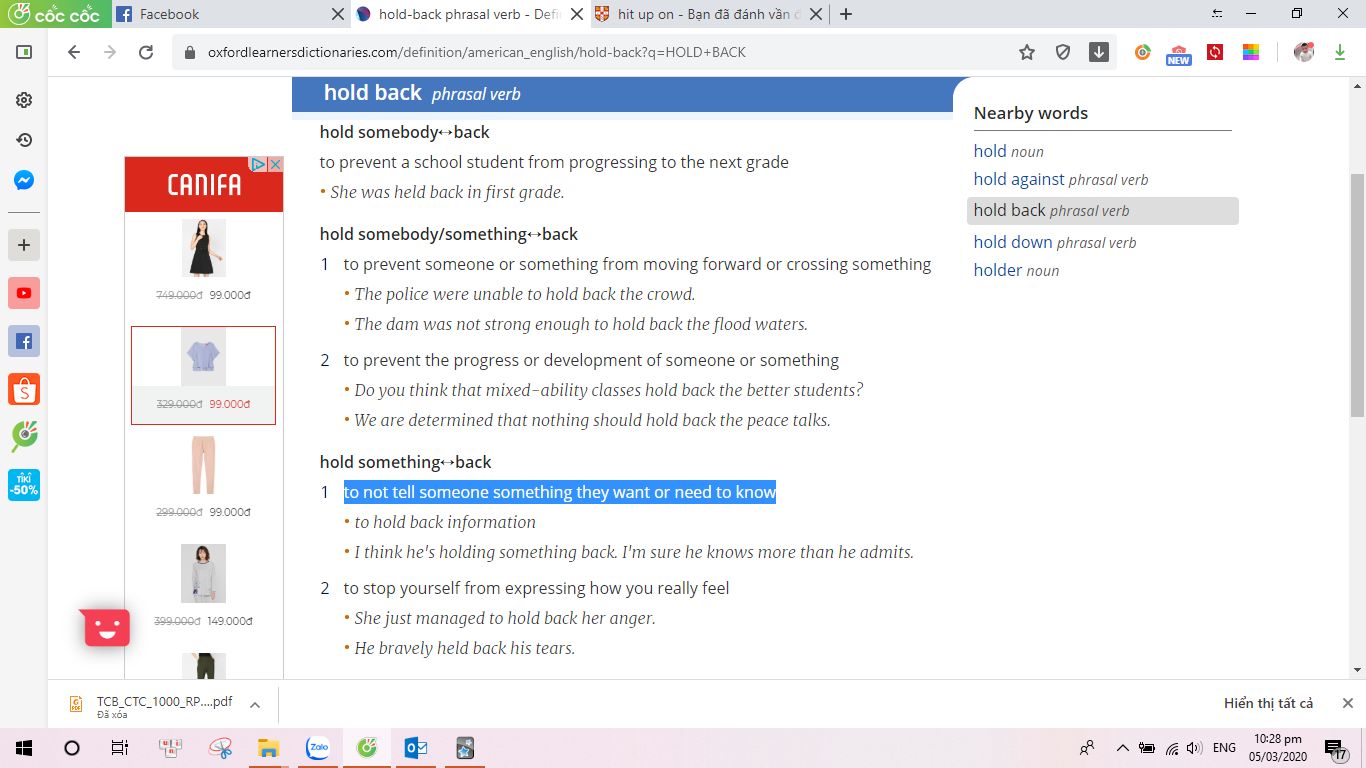 cốc cốc
Facebook
hold-back phrasal verb - Defi
hit up on - Bạn đã đánh vần đ
oxfordlearnersdictionaries.com/definition/american_english/hold-back?q=HOLD+BACK
NEW
hold back phrasal verb
hold somebody↔back
to prevent a school student from progressing to the next grade
• She was held back in first grade.
hold somebody/something↔back
1 to prevent someone or something from moving forward or crossing something
• The police were unable to hold back the crowd.
• The dam was not strong enough to hold back the flood waters.
2 to prevent the progress or development of someone or something
• Do you think that mixed-ability classes hold back the better students?
• We are determined that nothing should hold back the peace talks.
hold something↔back
1 to not tell someone something they want or need to know
• to hold back information
• I think he's holding something back. I'm sure he knows more than he admits.
2 to stop yourself from expressing how you really feel
• She just managed to hold back her anger.
• He bravely held back his tears.
Nearby words
hold noun
hold against phrasal verb
hold back phrasal verb
hold down phrasal verb
holder noun
CANIFA
749.000đ 99.000đ
329.000đ 99.000đ
299.000đ 99.000đ
399.000đ 149.000đ
TIKI
-50%
TCB_CTC_1000_RP....pdf
Đã xóa
Hiển thị tất cả
Zalo
ENG
10:28 pm
05/03/2020
17